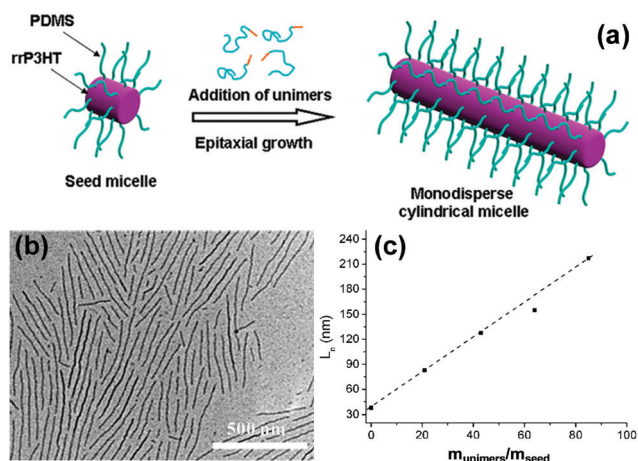 PDMS
rrP3HT
Seed micelle
Addition of unimers
Epitaxial growth
(a)
Monodisperse
cylindrical micelle
(b)
500 nm
(c)
240
210
180
150
120
90
60
30
Ln (nm)
0 20 40 60 80 100
munimers/mseed